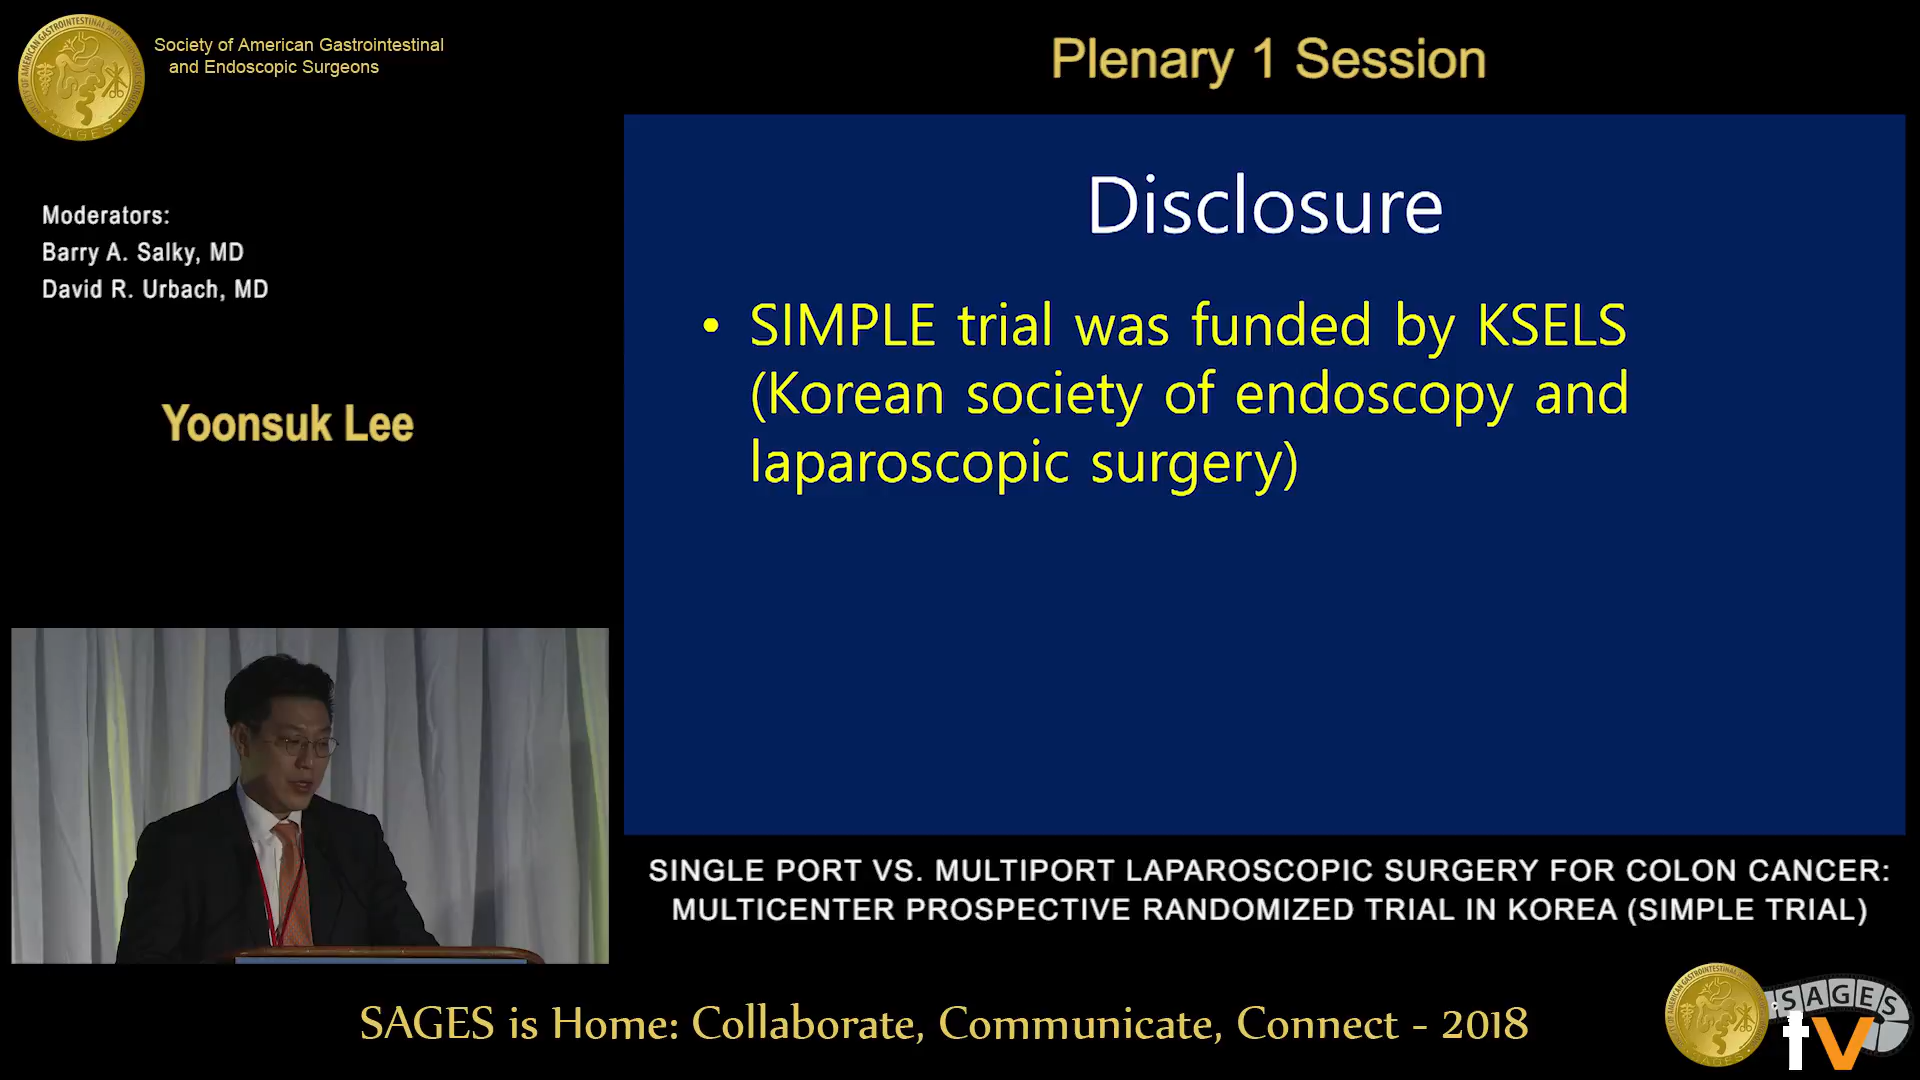 Society of American Gastrointestinal
and Endoscopic Surgeons
Plenary 1 Session
Moderators:
Barry A. Salky, MD
David R. Urbach, MD
Yoonsuk Lee
Disclosure
• SIMPLE trial was funded by KSELS
(Korean society of endoscopy and
laparoscopic surgery)
SINGLE PORT VS. MULTIPORT LAPAROSCOPIC SURGERY FOR COLON CANCER:
MULTICENTER PROSPECTIVE RANDOMIZED TRIAL IN KOREA (SIMPLE TRIAL)
SAGES is Home: Collaborate, Communicate, Connect - 2018
SAGES
tv